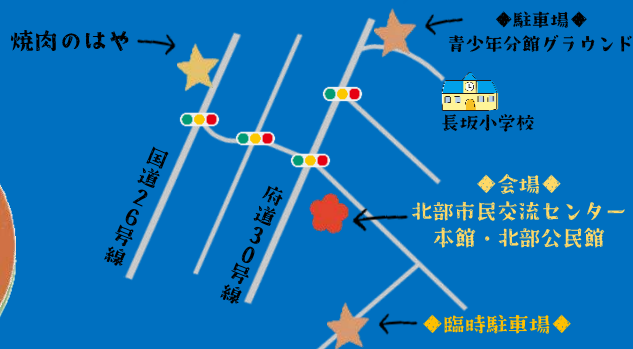 ◆駐車場◆
青少年分館グラウンド
焼肉のはや
長坂小学校
国道26号線
府道30号線
◆会場◆
北部市民交流センター
本館・北部公民館
◆臨時駐車場◆